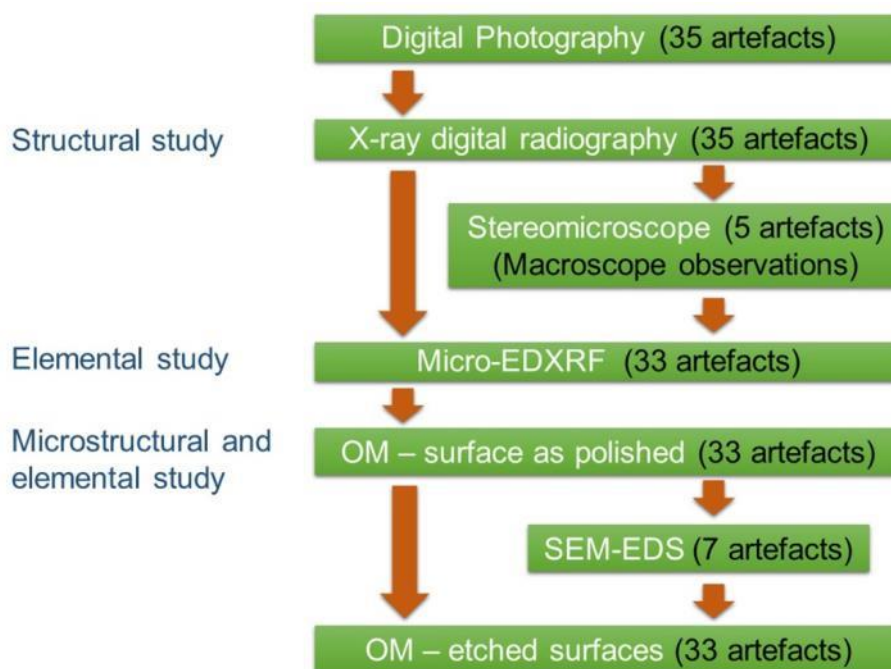 Digital Photography (35 artefacts)
Structural study
X-ray digital radiography (35 artefacts)
Stereomicroscope (5 artefacts)
(Macroscope observations)
Elemental study
Micro-EDXRF (33 artefacts)
Microstructural and
elemental study
OM – surface as polished (33 artefacts)
SEM-EDS (7 artefacts)
OM – etched surfaces (33 artefacts)